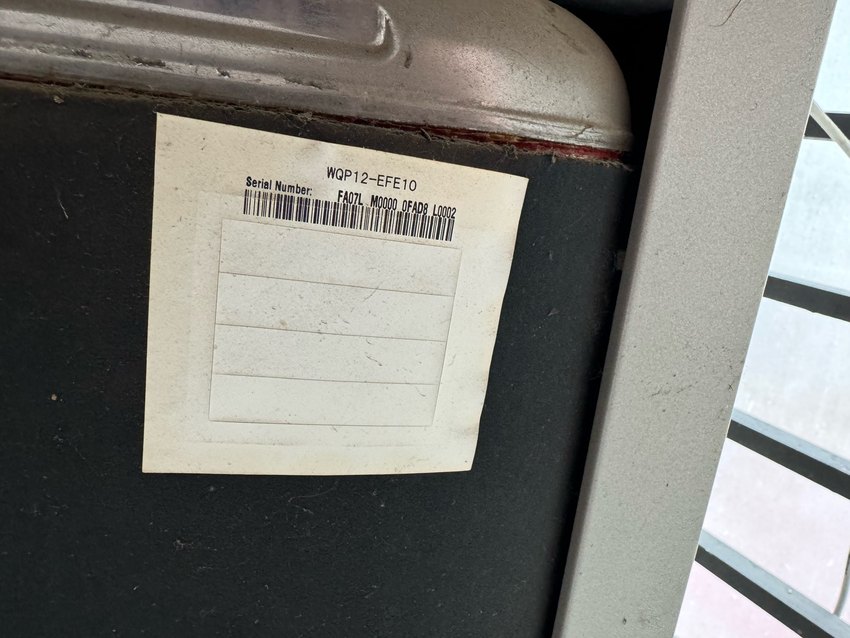 WQP12-EFE10
Serial Number: FA07L M0000 0FAD8 L0002